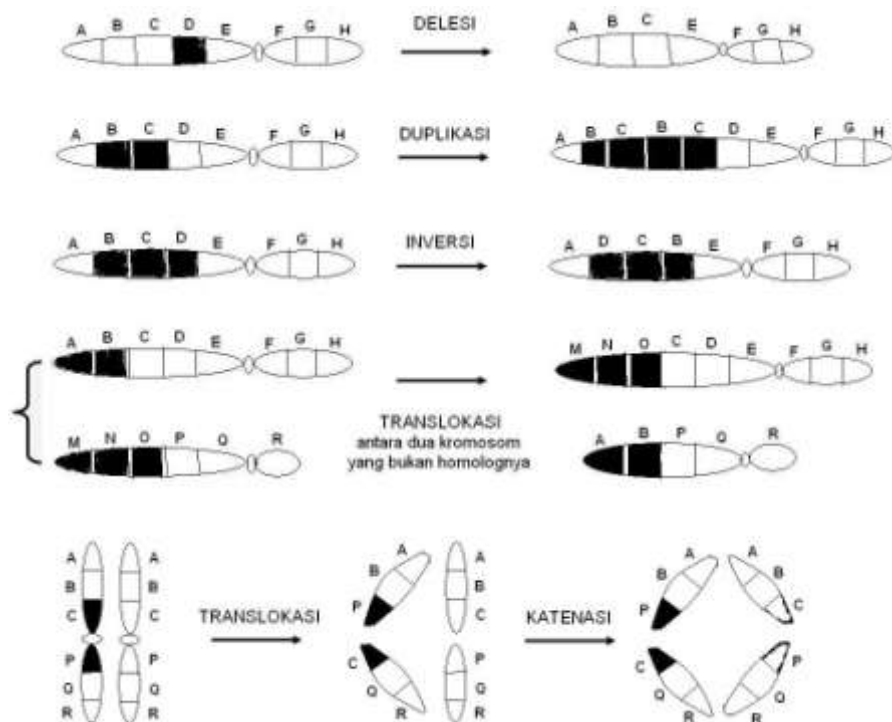 A B C D E F G H DELESI A B C E F G H
A B C D E F G H DUPLIKASI A B C B C D E F G H
A B C D E F G H INVERSI A D C B E F G H
A B C D E F G H M N O C D E F G H
M N O P Q R TRANSLOKASI A B P Q R
antara dua kromosom
yang bukan homolognya
A A A A A A
B B B B B B
C C TRANSLOKASI P C KATENASI P C
P P C P C P
Q Q Q Q Q Q
R R R R R R